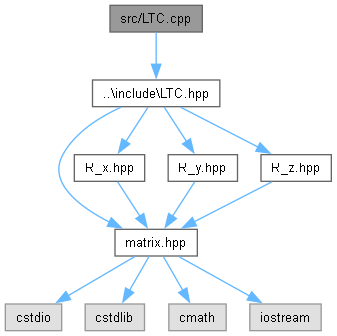 src/LTC.cpp
..\include\LTC.hpp
R_x.hpp
R_y.hpp
R_z.hpp
matrix.hpp
cstdio
cstdlib
cmath
iostream